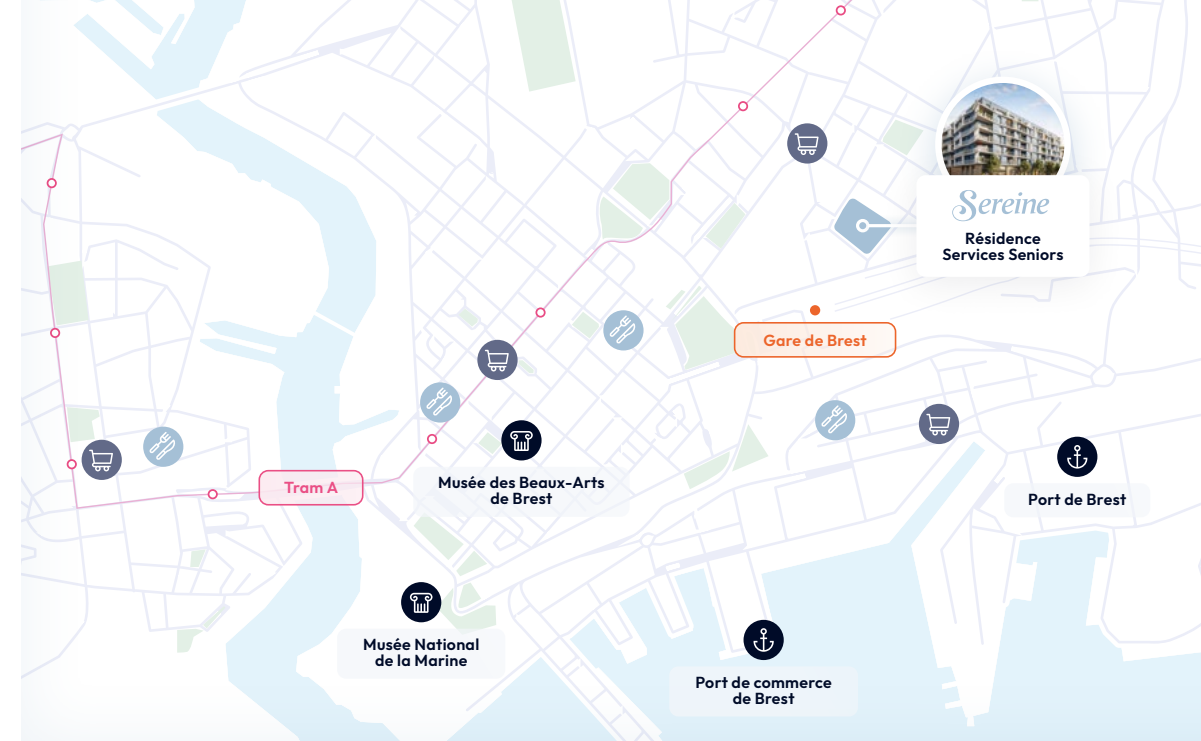 Sereine
Résidence
Services Seniors
Gare de Brest
Tram A
Musée des Beaux-Arts
de Brest
Port de Brest
Musée National
de la Marine
Port de commerce
de Brest